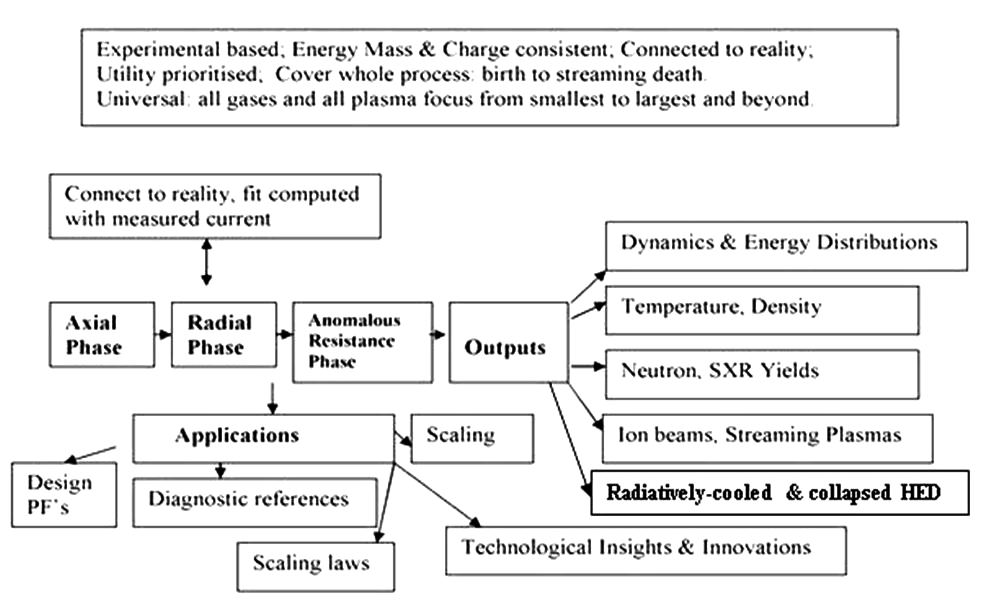 Experimental based; Energy Mass & Charge consistent; Connected to reality;
Utility prioritised; Cover whole process: birth to streaming death.
Universal: all gases and all plasma focus from smallest to largest and beyond.
Connect to reality, fit computed
with measured current
Dynamics & Energy Distributions
Axial
Phase
Radial
Phase
Anomalous
Resistance
Phase
Outputs
Temperature, Density
Neutron, SXR Yields
Ion beams, Streaming Plasmas
Radiatively-cooled & collapsed HED
Applications
Scaling
Design
PF's
Diagnostic references
Scaling laws
Technological Insights & Innovations